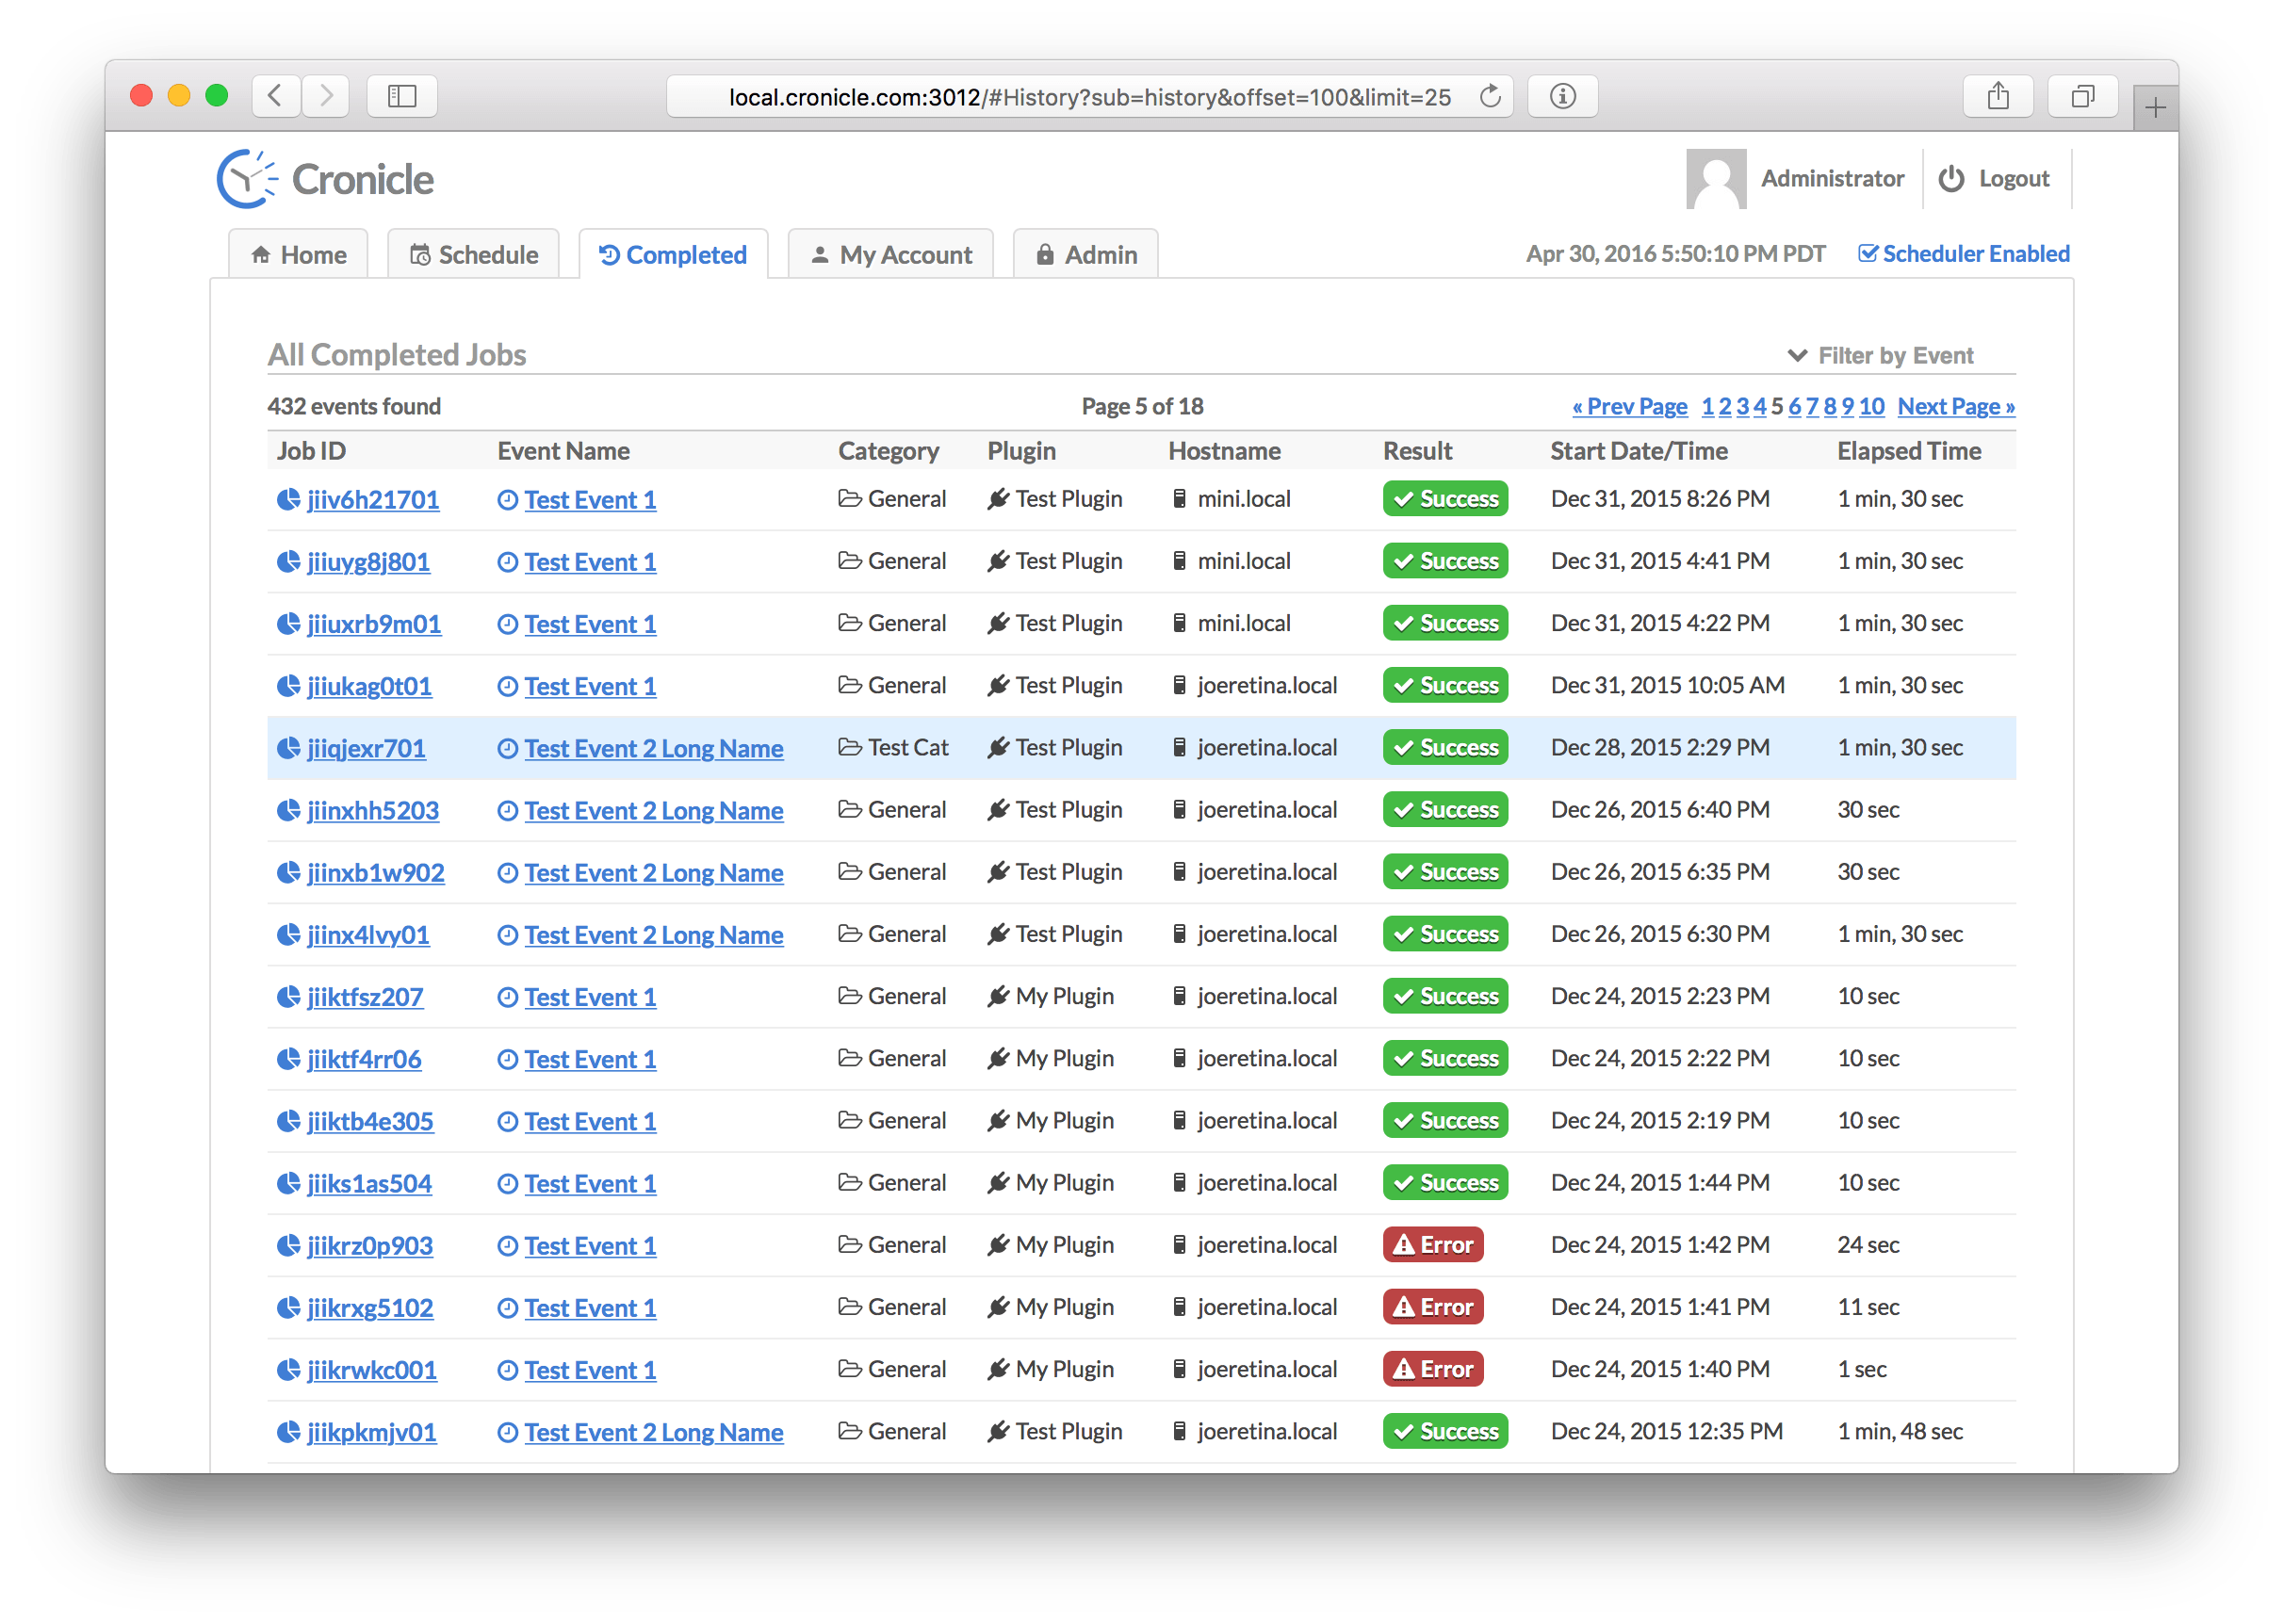 local.cronicle.com:3012/#History?sub=history&offset=100&limit=25
Cronicle
Administrator Logout
Home Schedule Completed My Account Admin Apr 30, 2016 5:50:10 PM PDT Scheduler Enabled
All Completed Jobs Filter by Event
432 events found Page 5 of 18 « Prev Page 1 2 3 4 5 6 7 8 9 10 Next Page »
Job ID Event Name Category Plugin Hostname Result Start Date/Time Elapsed Time
jiiv6h21701 Test Event 1 General Test Plugin mini.local Success Dec 31, 2015 8:26 PM 1 min, 30 sec
jiiuyg8j801 Test Event 1 General Test Plugin mini.local Success Dec 31, 2015 4:41 PM 1 min, 30 sec
jiiuxrb9m01 Test Event 1 General Test Plugin mini.local Success Dec 31, 2015 4:22 PM 1 min, 30 sec
jiiukag0t01 Test Event 1 General Test Plugin joeretina.local Success Dec 31, 2015 10:05 AM 1 min, 30 sec
jiiqjexr701 Test Event 2 Long Name Test Cat Test Plugin joeretina.local Success Dec 28, 2015 2:29 PM 1 min, 30 sec
jiinxhh5203 Test Event 2 Long Name General Test Plugin joeretina.local Success Dec 26, 2015 6:40 PM 30 sec
jiinxb1w902 Test Event 2 Long Name General Test Plugin joeretina.local Success Dec 26, 2015 6:35 PM 30 sec
jiinx4lvy01 Test Event 2 Long Name General Test Plugin joeretina.local Success Dec 26, 2015 6:30 PM 1 min, 30 sec
jiiktfsz207 Test Event 1 General My Plugin joeretina.local Success Dec 24, 2015 2:23 PM 10 sec
jiiktf4rr06 Test Event 1 General My Plugin joeretina.local Success Dec 24, 2015 2:22 PM 10 sec
jiiktb4e305 Test Event 1 General My Plugin joeretina.local Success Dec 24, 2015 2:19 PM 10 sec
jiiks1as504 Test Event 1 General My Plugin joeretina.local Success Dec 24, 2015 1:44 PM 10 sec
jiikrz0p903 Test Event 1 General My Plugin joeretina.local Error Dec 24, 2015 1:42 PM 24 sec
jiikrxg5102 Test Event 1 General My Plugin joeretina.local Error Dec 24, 2015 1:41 PM 11 sec
jiikrwkc001 Test Event 1 General My Plugin joeretina.local Error Dec 24, 2015 1:40 PM 1 sec
jiikpkmjv01 Test Event 2 Long Name General Test Plugin joeretina.local Success Dec 24, 2015 12:35 PM 1 min, 48 sec